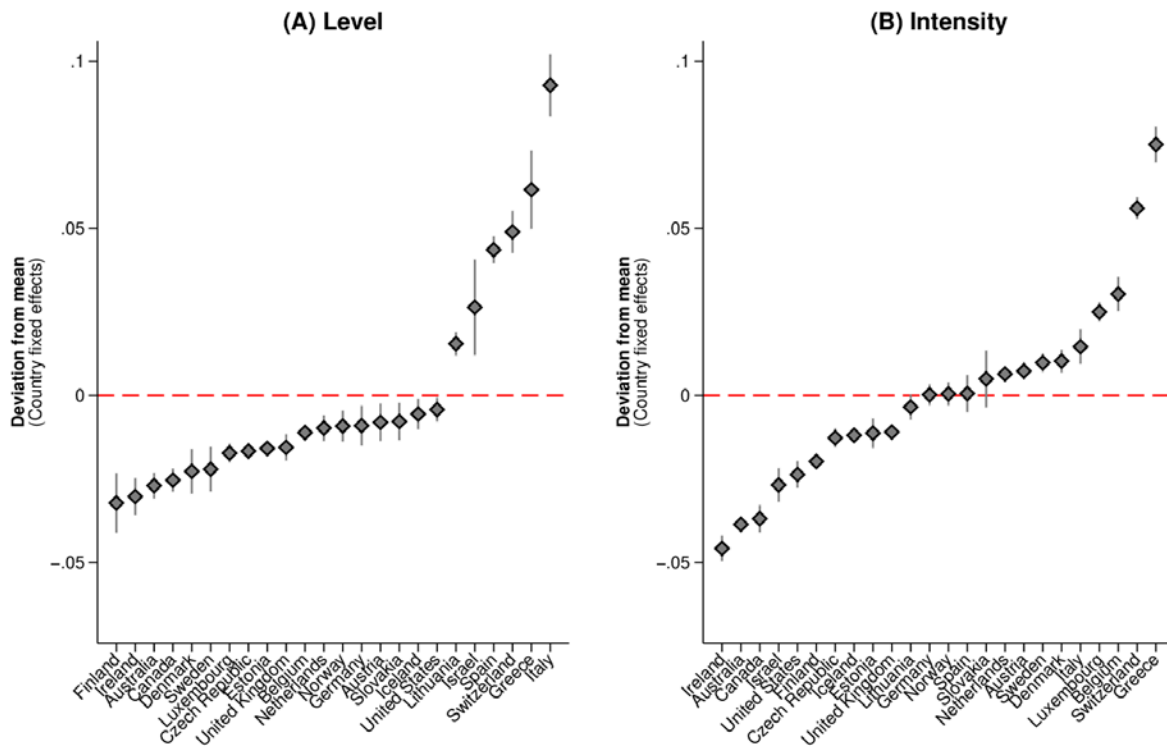 (A) Level
Deviation from mean
(Country fixed effects)
.1
.05
0
−.05
Finland
Ireland
Australia
Canada
Denmark
Sweden
Luxembourg
Czech Republic
Estonia
United Kingdom
Belgium
Netherlands
Norway
Germany
Austria
Slovakia
Iceland
United States
Lithuania
Israel
Spain
Switzerland
Greece
Italy
(B) Intensity
Deviation from mean
(Country fixed effects)
.1
.05
0
−.05
Ireland
Australia
Canada
Israel
United States
Finland
Czech Republic
Iceland
Estonia
United Kingdom
Lithuania
Germany
Norway
Spain
Slovakia
Netherlands
Austria
Sweden
Denmark
Italy
Luxembourg
Belgium
Switzerland
Greece